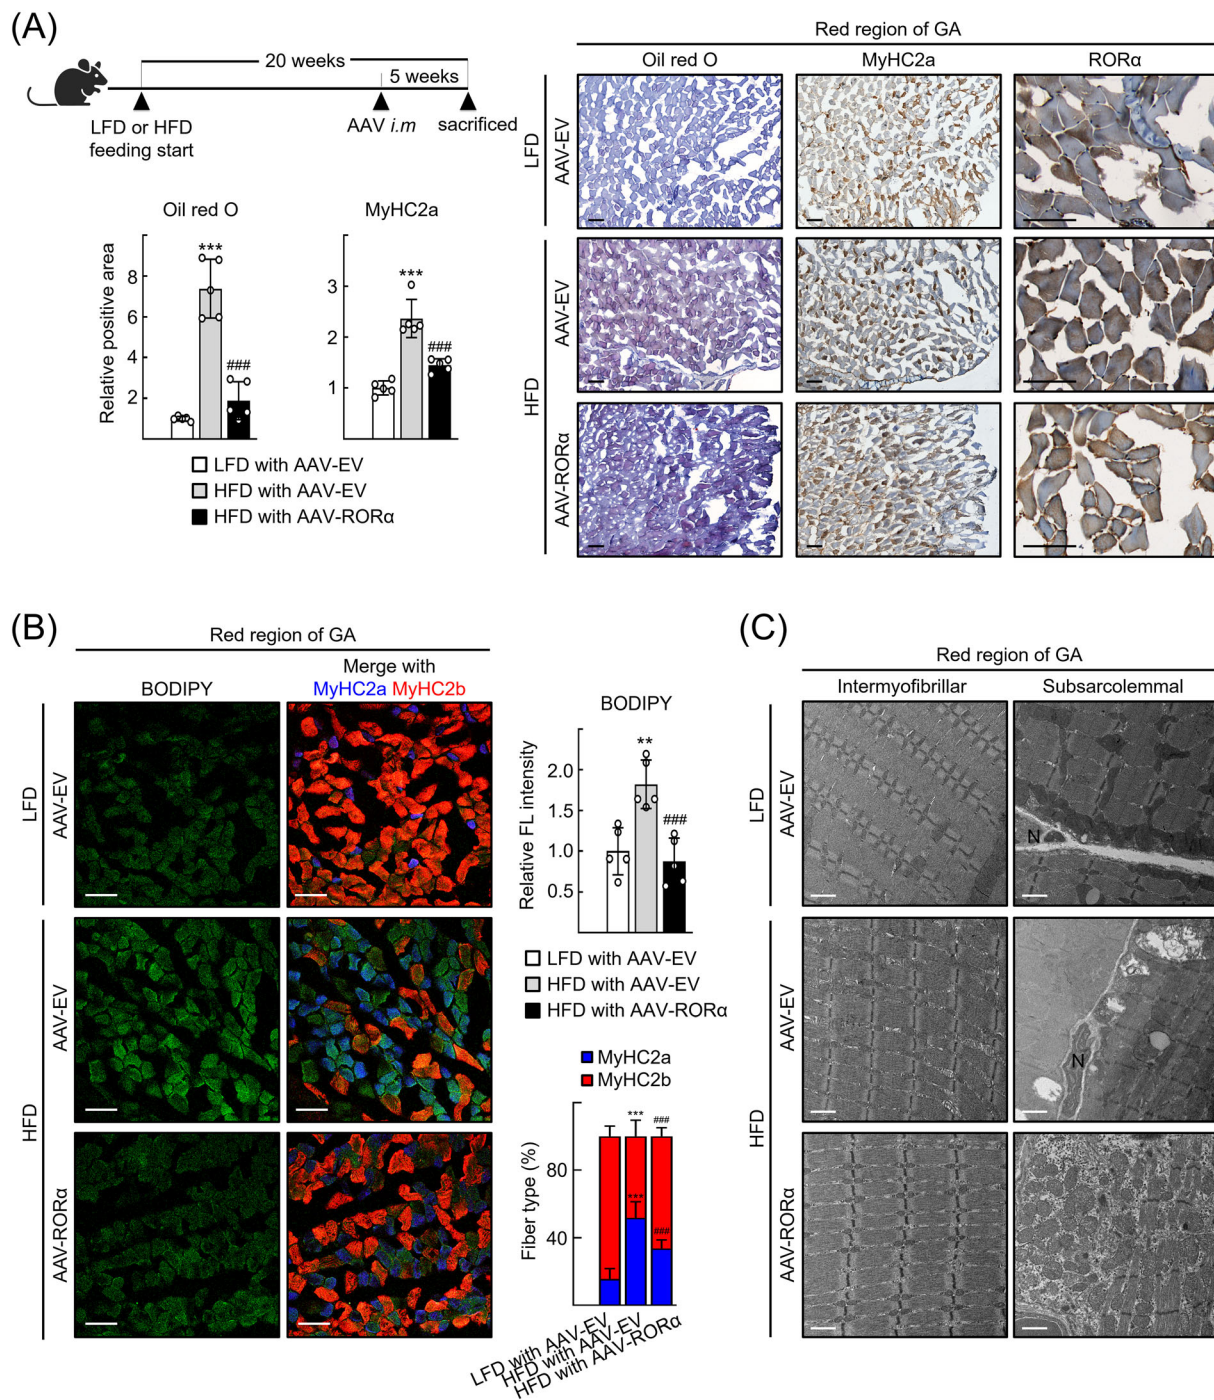 (A)
20 weeks
5 weeks
LFD or HFD
feeding start
AAV i.m
sacrificed
Oil red O
MyHC2a
Relative positive area
8
6
4
2
***
###
3
2
1
***
###
LFD with AAV-EV
HFD with AAV-EV
HFD with AAV-RORα
Red region of GA
Oil red O
MyHC2a
RORα
LFD
AAV-EV
HFD
AAV-EV
AAV-RORα
(B)
Red region of GA
BODIPY
Merge with
MyHC2a MyHC2b
LFD
AAV-EV
HFD
AAV-EV
AAV-RORα
BODIPY
Relative FL intensity
2.0
1.0
0.5
**
###
LFD with AAV-EV
HFD with AAV-EV
HFD with AAV-RORα
MyHC2a
MyHC2b
Fiber type (%)
80
40
***
###
***
###
LFD with AAV-EV
HFD with AAV-EV
HFD with AAV-RORα
(C)
Red region of GA
Intermyofibrillar
Subsarcolemmal
LFD
AAV-EV
N
HFD
AAV-EV
N
AAV-RORα